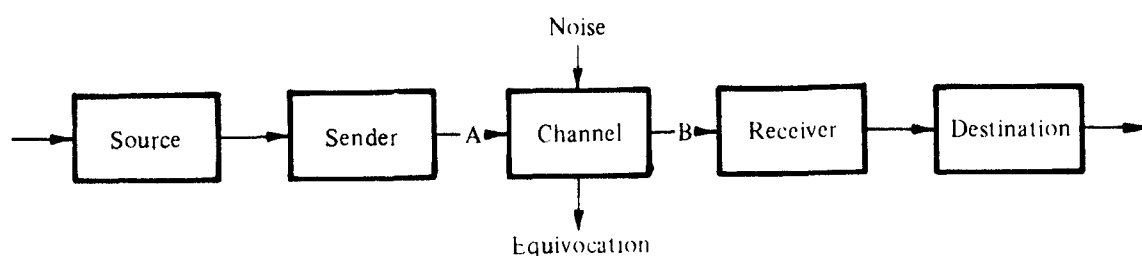 Noise
Source
Sender
A
Channel
B
Receiver
Destination
Equivocation